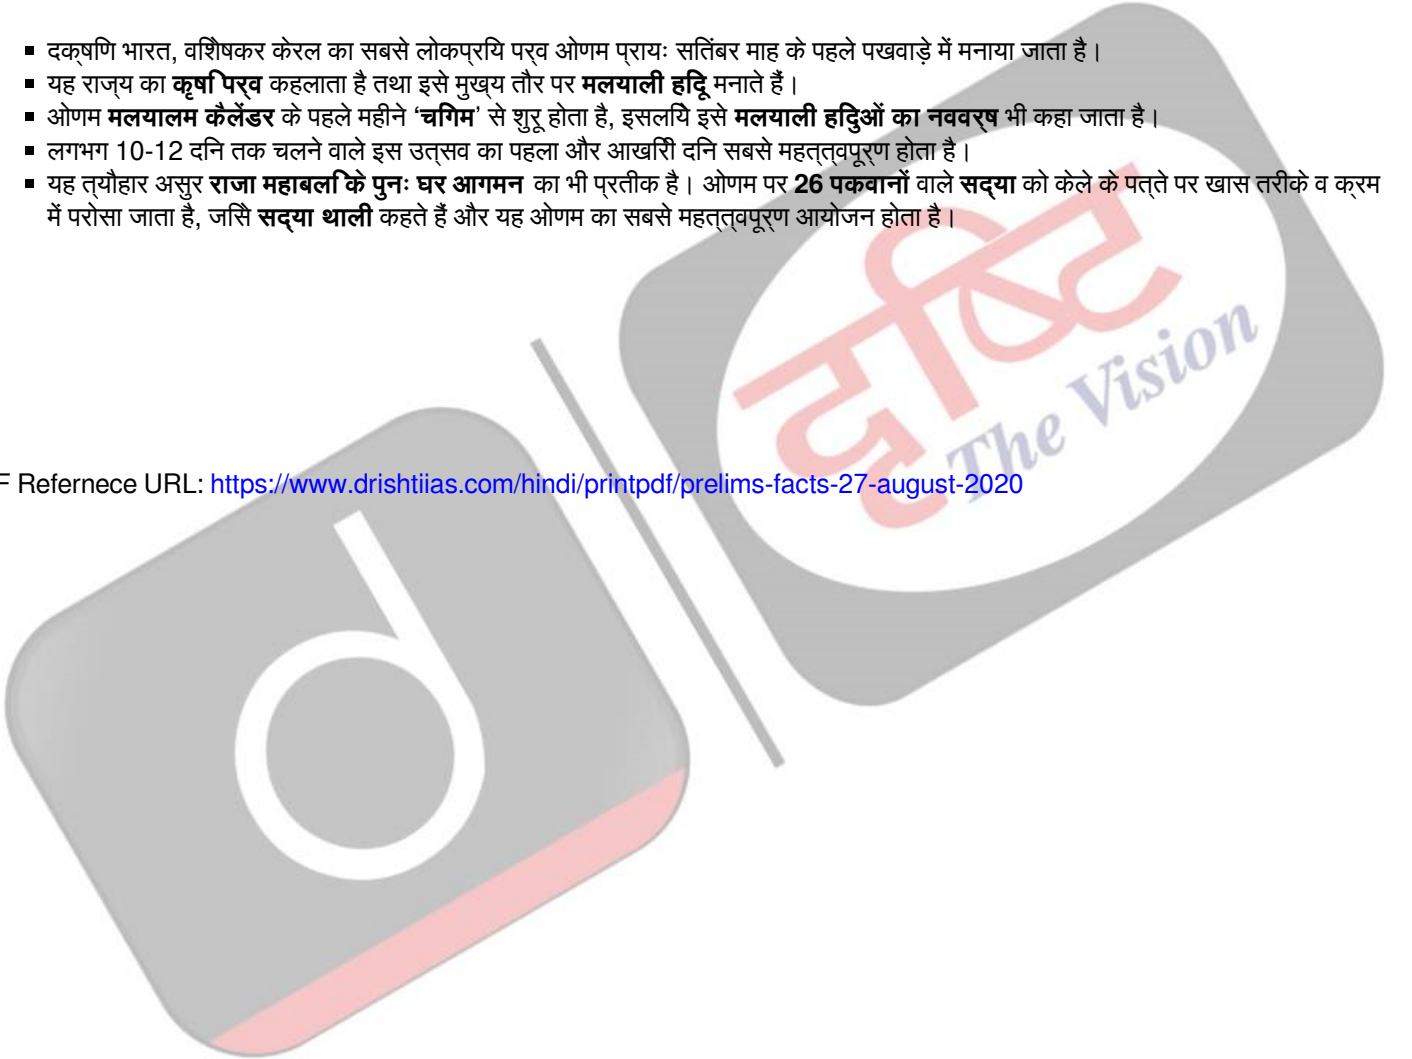 ▪ दक्षिण भारत, विशेषकर केरल का सबसे लोकप्रिय पर्व ओणम प्रायः सितंबर माह के पहले पखवाड़े में मनाया जाता है।
▪ यह राज्य का कृषि पर्व कहलाता है तथा इसे मुख्य तौर पर मलयाली हिंदू मनाते हैं।
▪ ओणम मलयालम कैलेंडर के पहले महीने ‘चिंगम’ से शुरू होता है, इसलिये इसे मलयाली हिंदुओं का नववर्ष भी कहा जाता है।
▪ लगभग 10-12 दिन तक चलने वाले इस उत्सव का पहला और आखिरी दिन सबसे महत्त्वपूर्ण होता है।
▪ यह त्यौहार असुर राजा महाबलि के पुनः घर आगमन का भी प्रतीक है। ओणम पर 26 पकवानों वाले सद्या को केले के पत्ते पर खास तरीके व क्रम
में परोसा जाता है, जिसे सद्या थाली कहते हैं और यह ओणम का सबसे महत्त्वपूर्ण आयोजन होता है।
दृष्टि
The Vision
F Refernece URL: https://www.drishtiias.com/hindi/printpdf/prelims-facts-27-august-2020
d